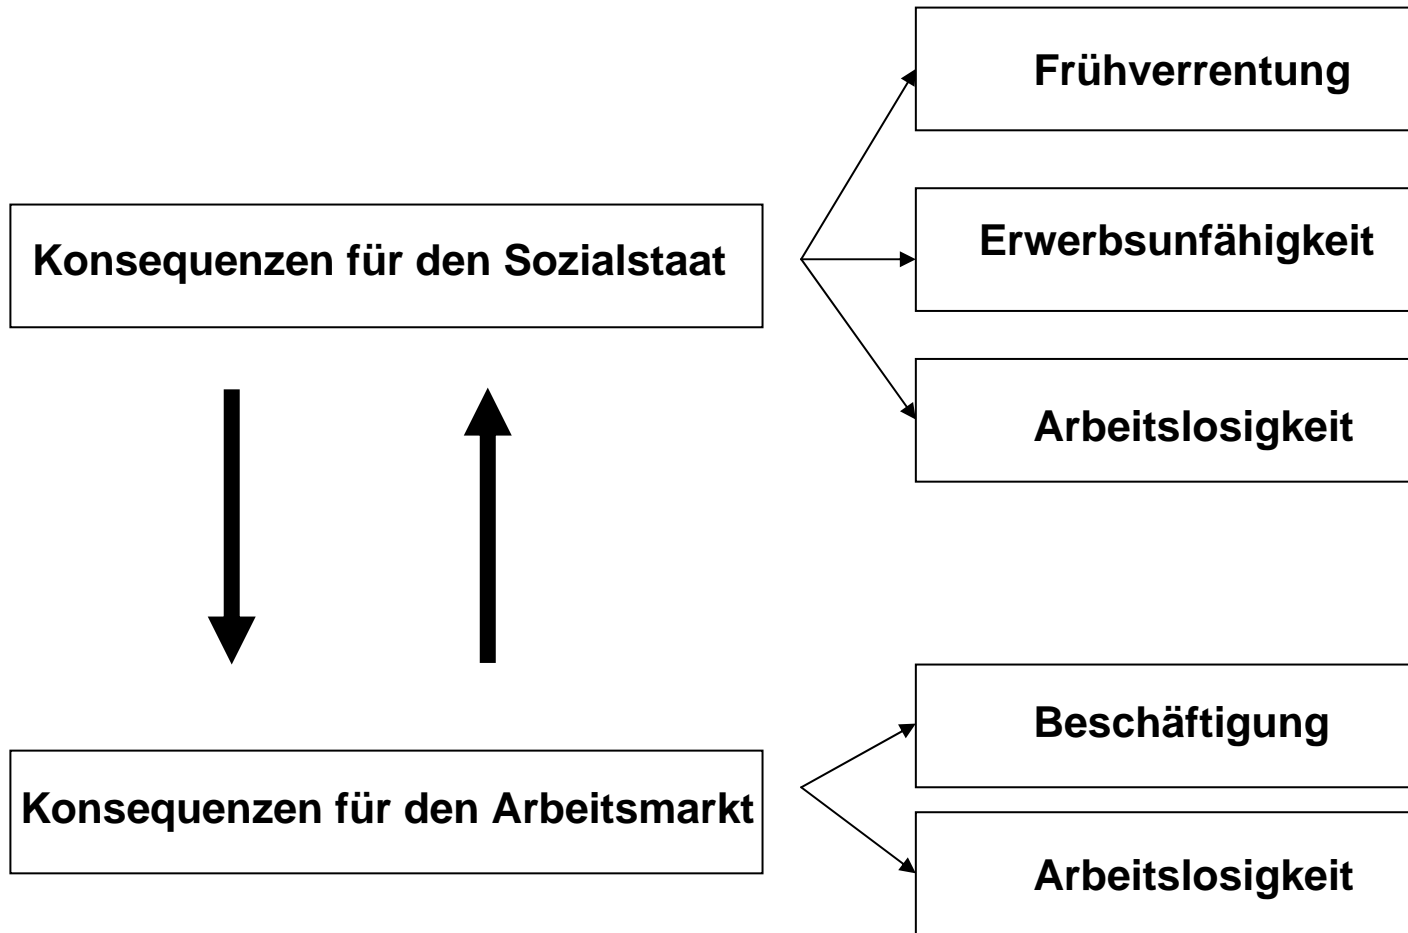 Frühverrentung
Konsequenzen für den Sozialstaat
Erwerbsunfähigkeit
Arbeitslosigkeit
Beschäftigung
Konsequenzen für den Arbeitsmarkt
Arbeitslosigkeit